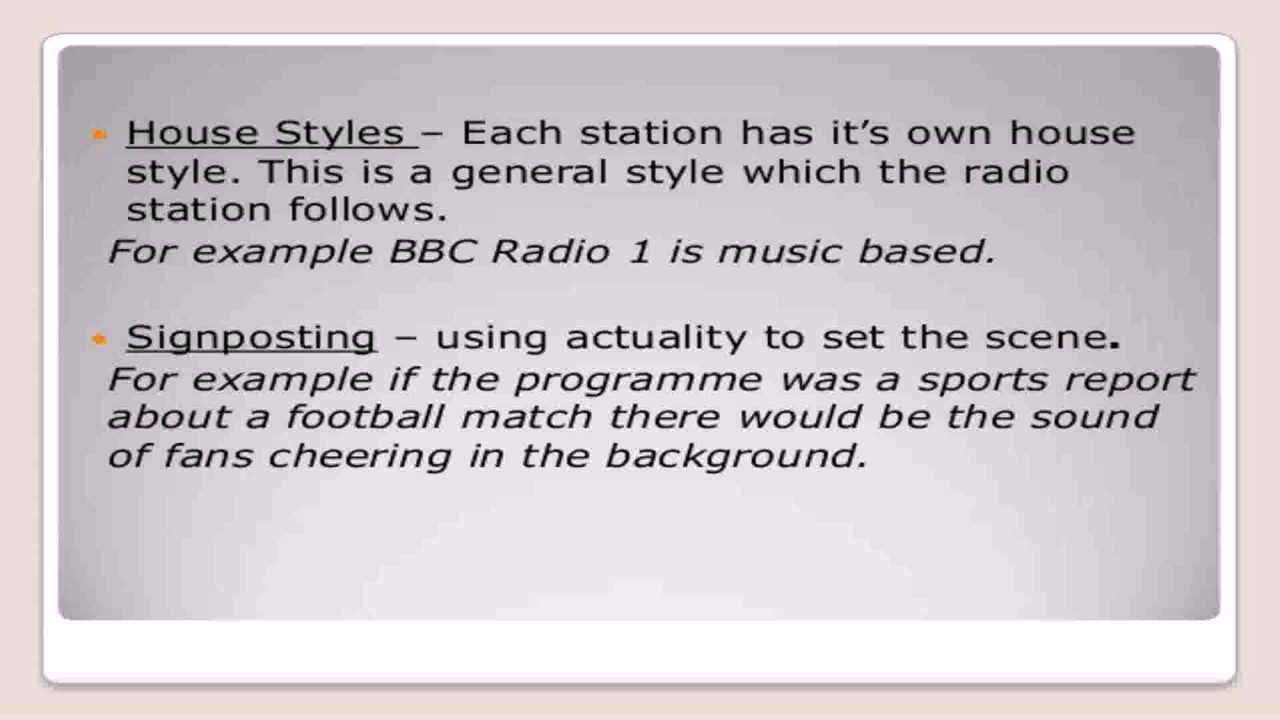 House Styles – Each station has it’s own house
style. This is a general style which the radio
station follows.
For example BBC Radio 1 is music based.
Signposting – using actuality to set the scene.
For example if the programme was a sports report
about a football match there would be the sound
of fans cheering in the background.